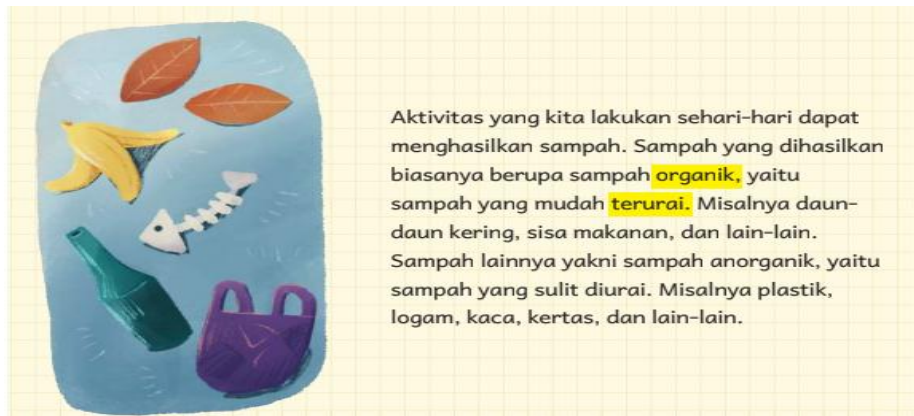 Aktivitas yang kita lakukan sehari-hari dapat
menghasilkan sampah. Sampah yang dihasilkan
biasanya berupa sampah organik, yaitu
sampah yang mudah terurai. Misalnya daun-
daun kering, sisa makanan, dan lain-lain.
Sampah lainnya yakni sampah anorganik, yaitu
sampah yang sulit diurai. Misalnya plastik,
logam, kaca, kertas, dan lain-lain.